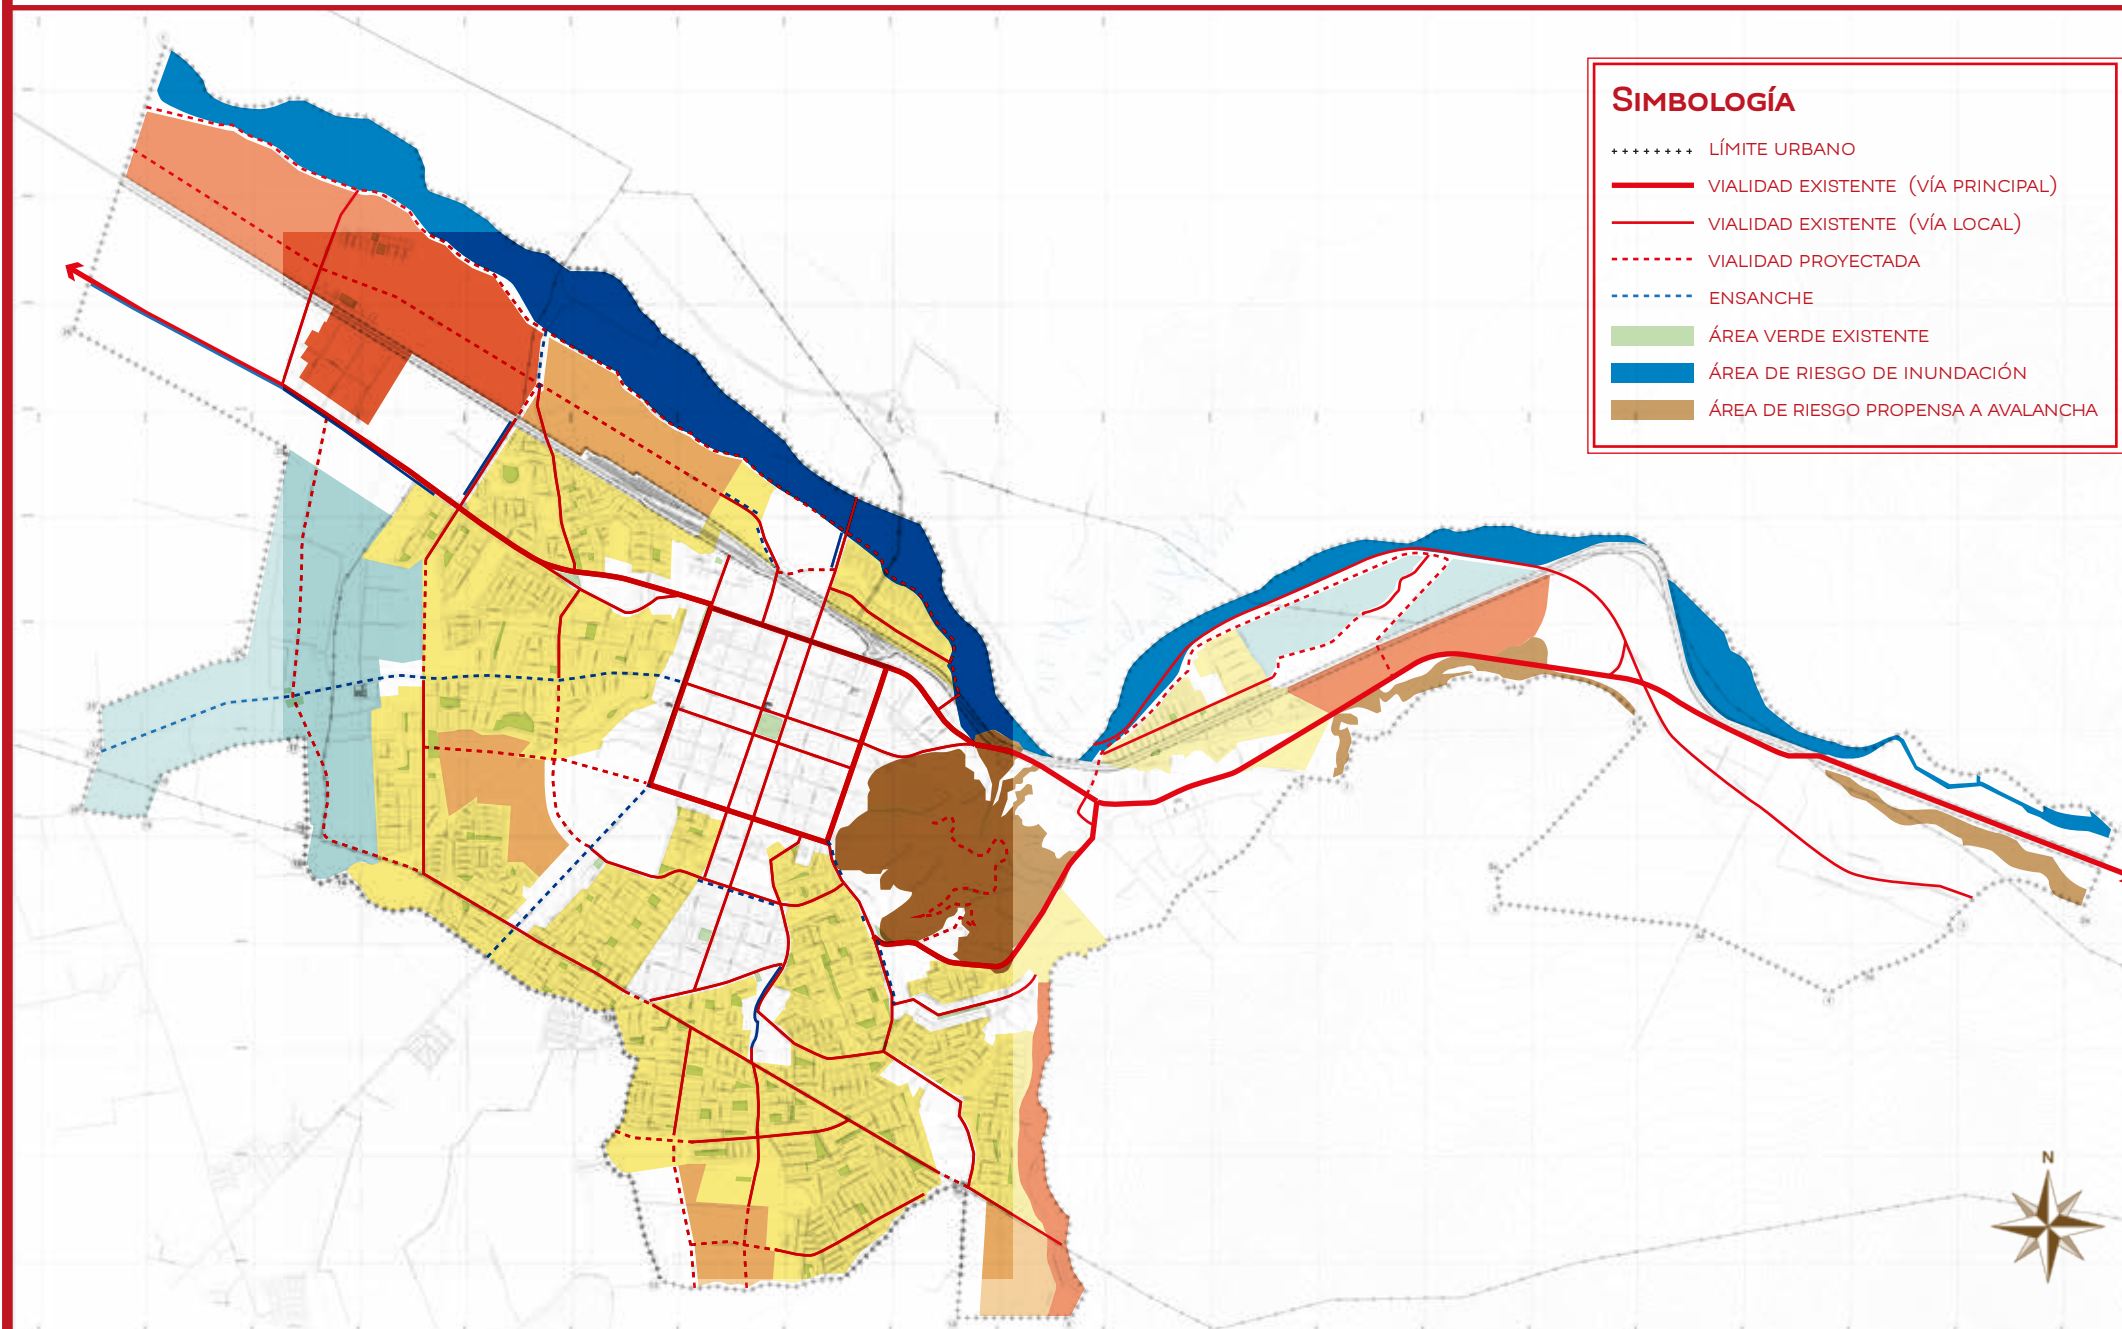 SIMBOLOGÍA
LÍMITE URBANO
VIALIDAD EXISTENTE (VÍA PRINCIPAL)
VIALIDAD EXISTENTE (VÍA LOCAL)
VIALIDAD PROYECTADA
ENSANCHE
ÁREA VERDE EXISTENTE
ÁREA DE RIESGO DE INUNDACIÓN
ÁREA DE RIESGO PROPENSA A AVALANCHA
N